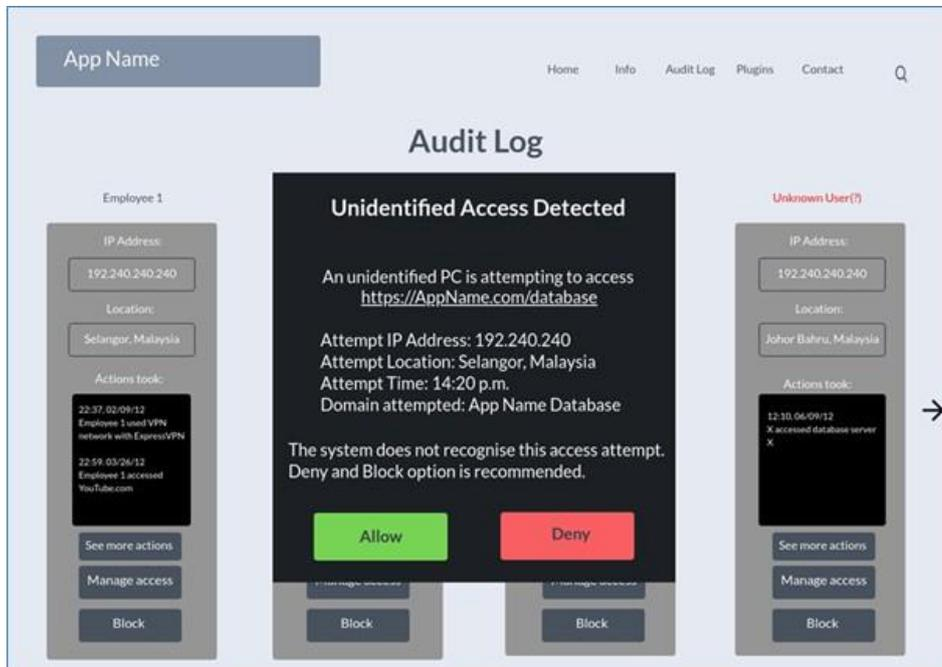 App Name
Home Info Audit Log Plugins Contact
Audit Log
Employee 1
IP Address:
192.240.240.240
Location:
Selangor, Malaysia
Actions took:
22:37, 02/09/12
Employee 1 used VPN
network with ExpressVPN
22:59. 03/26/12
Employee 1 accessed
YouTube.com
See more actions
Manage access
Block
Unidentified Access Detected
An unidentified PC is attempting to access
https://AppName.com/database
Attempt IP Address: 192.240.240
Attempt Location: Selangor, Malaysia
Attempt Time: 14:20 p.m.
Domain attempted: App Name Database
The system does not recognise this access attempt.
Deny and Block option is recommended.
Allow Deny
Manage access
Block
Manage access
Block
Unknown User(?)
IP Address:
192.240.240.240
Location:
Johor Bahru, Malaysia
Actions took:
12:10, 06/09/12
X accessed database server
X
See more actions
Manage access
Block